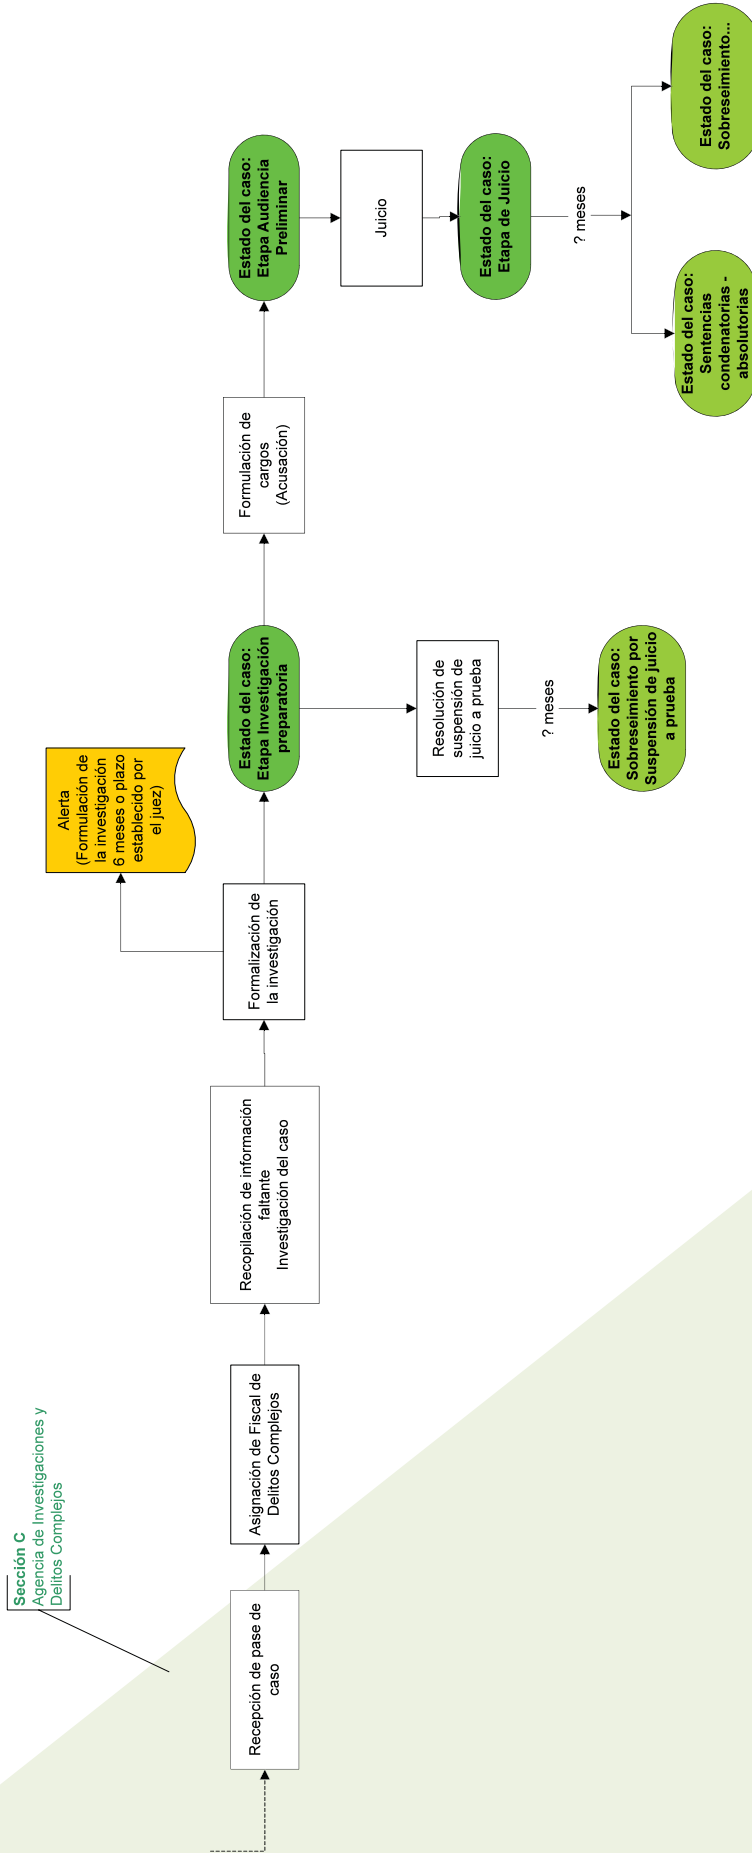 Sección C
Agencia de Investigaciones y
Delitos Complejos
Recepción de pase de
caso
Asignación de Fiscal de
Delitos Complejos
Recopilación de información
faltante
Investigación del caso
Formalización de
la investigación
Alerta
(Formulación de
la investigación
6 meses o plazo
establecido por
el juez)
Estado del caso:
Etapa Investigación
preparatoria
Resolución de
suspensión de
juicio a prueba
? meses
Estado del caso:
Sobreseimiento por
Suspensión de juicio
a prueba
Formulación de
cargos
(Acusación)
Estado del caso:
Etapa Audiencia
Preliminar
Juicio
Estado del caso:
Etapa de Juicio
? meses
Estado del caso:
Sentencias
condenatorias -
absolutorias
Estado del caso:
Sobreseimiento...